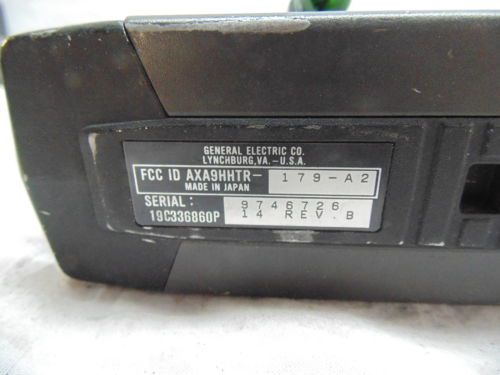 GENERAL ELECTRIC CO.
LYNCHBURG, VA. - U.S.A.
FCC ID AXA9HHTR- 179-A2
MADE IN JAPAN
SERIAL: 9746726
19C336860P 14 REV.B